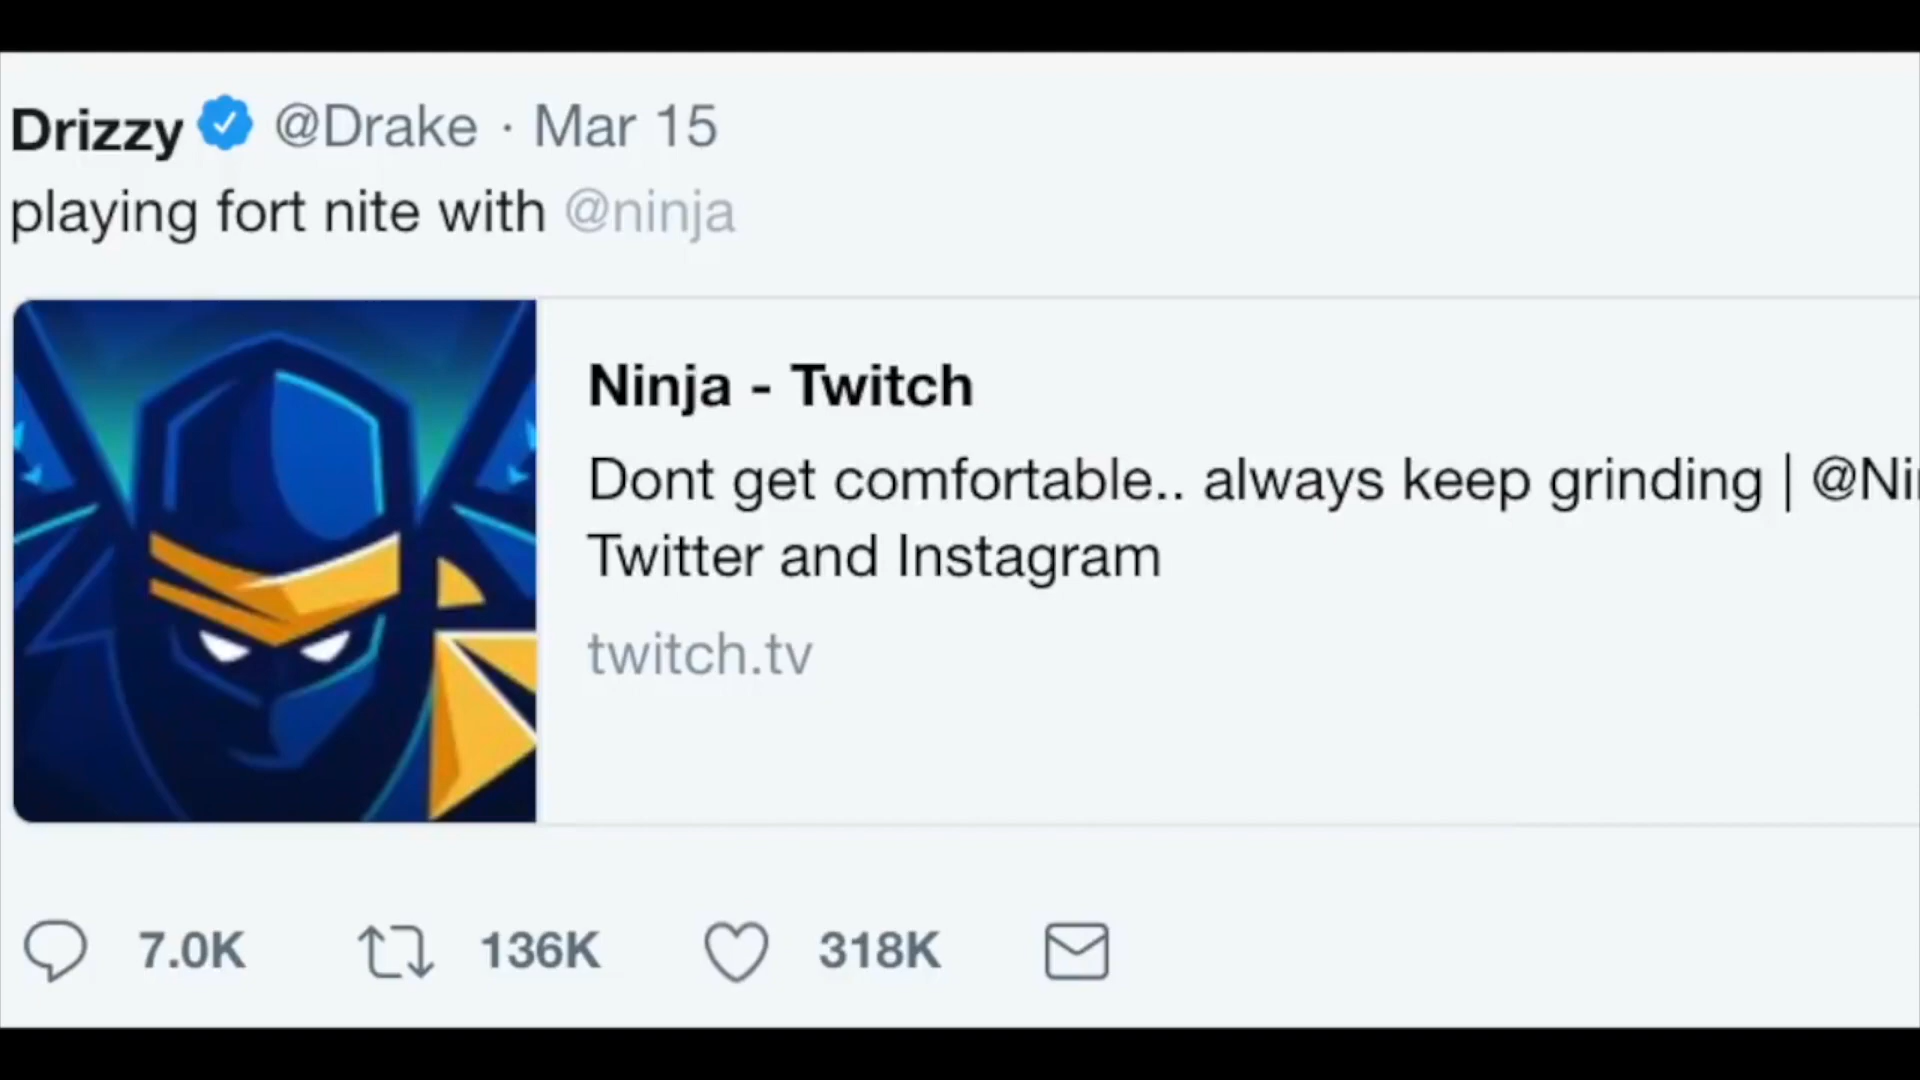 Drizzy @Drake · Mar 15
playing fort nite with @ninja
Ninja - Twitch
Dont get comfortable.. always keep grinding |
Twitter and Instagram
twitch.tv
7.0K 136K 318K